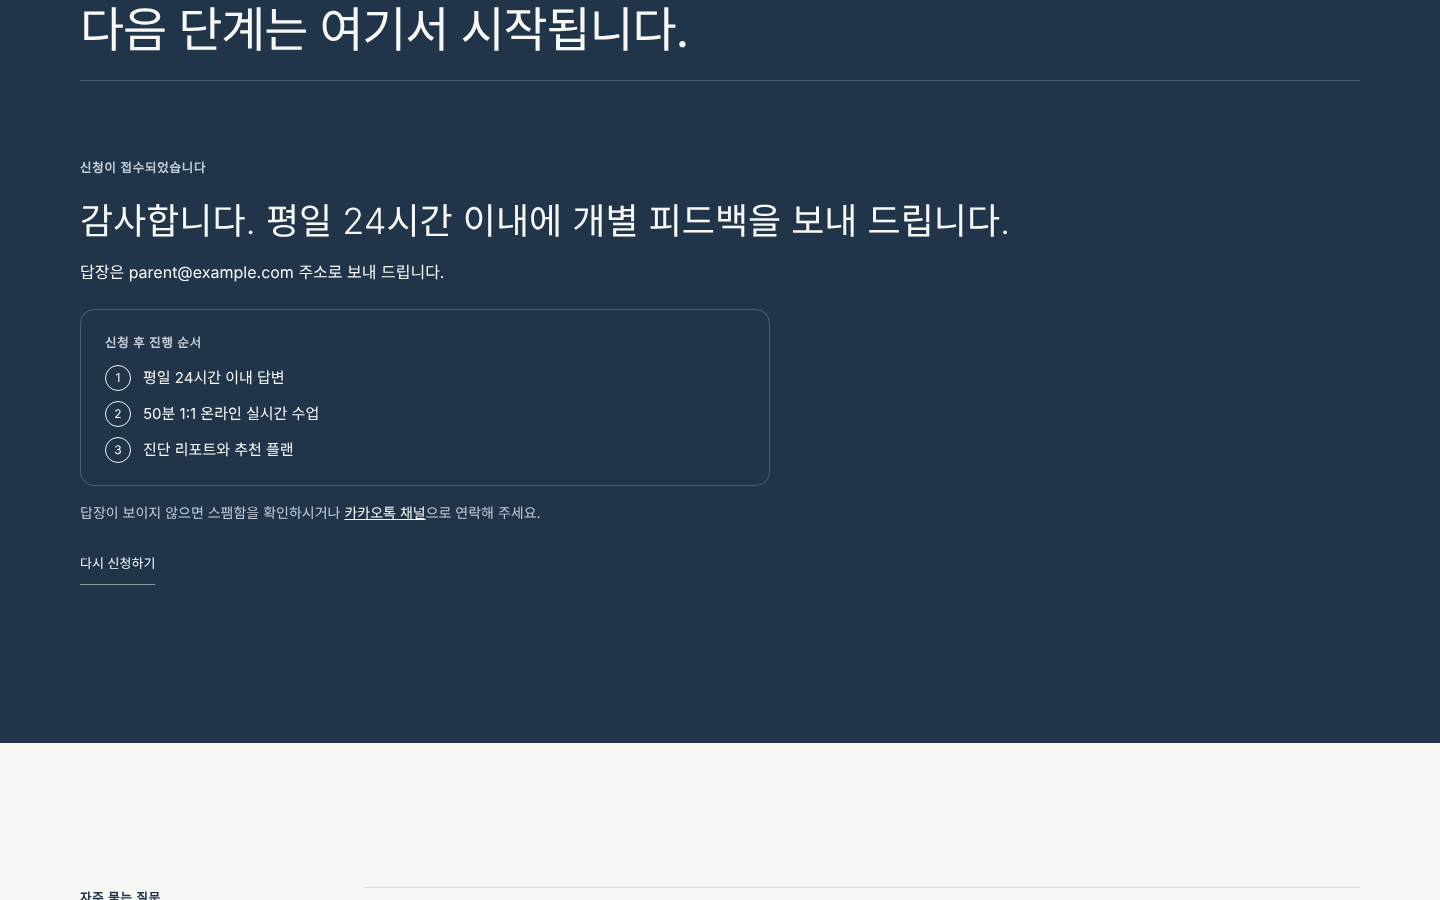 다음 단계는 여기서 시작됩니다.
신청이 접수되었습니다
감사합니다. 평일 24시간 이내에 개별 피드백을 보내 드립니다.
답장은 parent@example.com 주소로 보내 드립니다.
신청 후 진행 순서
1 평일 24시간 이내 답변
2 50분 1:1 온라인 실시간 수업
3 진단 리포트와 추천 플랜
답장이 보이지 않으면 스팸함을 확인하시거나 카카오톡 채널으로 연락해 주세요.
다시 신청하기
자주 묻는 질문